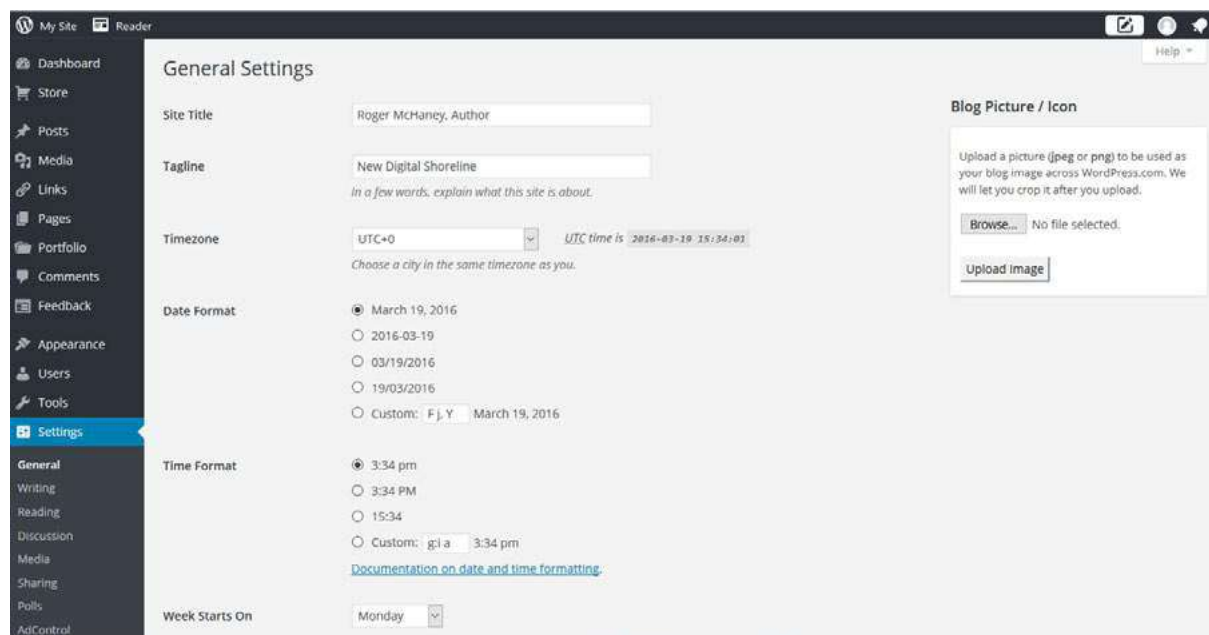 My Site Reader
Help
Dashboard
Store
Posts
Media
Links
Pages
Portfolio
Comments
Feedback
Appearance
Users
Tools
Settings
General
Writing
Reading
Discussion
Media
Sharing
Polls
AdControl
General Settings
Site Title Roger McHaney, Author
Tagline New Digital Shoreline
In a few words, explain what this site is about.
Timezone UTC+0 UTC time is 2016-03-19 15:34:01
Choose a city in the same timezone as you.
Date Format March 19, 2016
2016-03-19
03/19/2016
19/03/2016
Custom: F j, Y March 19, 2016
Time Format 3:34 pm
3:34 PM
15:34
Custom: g:i a 3:34 pm
Documentation on date and time formatting.
Week Starts On Monday
Blog Picture / Icon
Upload a picture (jpeg or png) to be used as
your blog image across WordPress.com. We
will let you crop it after you upload.
Browse... No file selected.
Upload Image